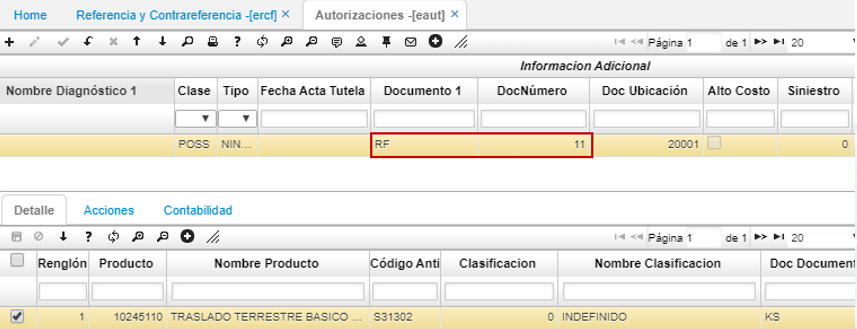 Home Referencia y Contrareferencia -[ercf] × Autorizaciones -[eaut] ×
Página 1 de 1 20
Informacion Adicional
Nombre Diagnóstico 1 Clase Tipo Fecha Acta Tutela Documento 1 DocNúmero Doc Ubicación Alto Costo Siniestro
POSS NIN... RF 11 20001 0
Detalle Acciones Contabilidad
Página 1 de 1 20
Renglón Producto Nombre Producto Código Anti Clasificacion Nombre Clasificacion Doc Document
1 10245110 TRASLADO TERRESTRE BASICO ... S31302 0 INDEFINIDO KS